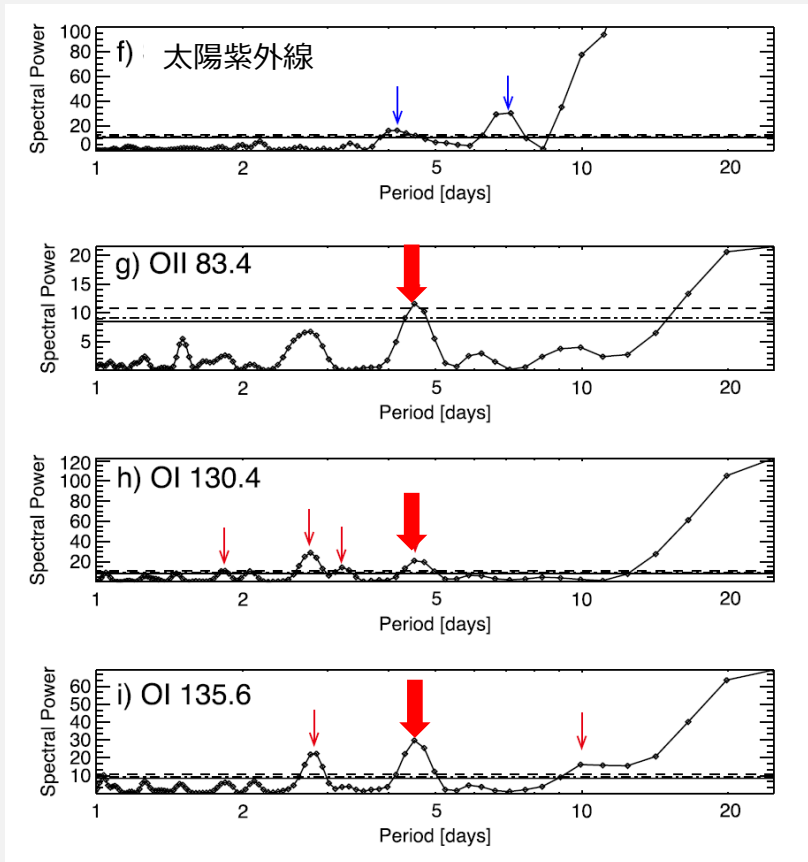 f) 太陽紫外線
Spectral Power
100
80
60
40
20
0
1 2 5 10 20
Period [days]
g) OII 83.4
Spectral Power
20
15
10
5
1 2 5 10 20
Period [days]
h) OI 130.4
Spectral Power
120
100
80
60
40
20
1 2 5 10 20
Period [days]
i) OI 135.6
Spectral Power
60
50
40
30
20
10
1 2 5 10 20
Period [days]